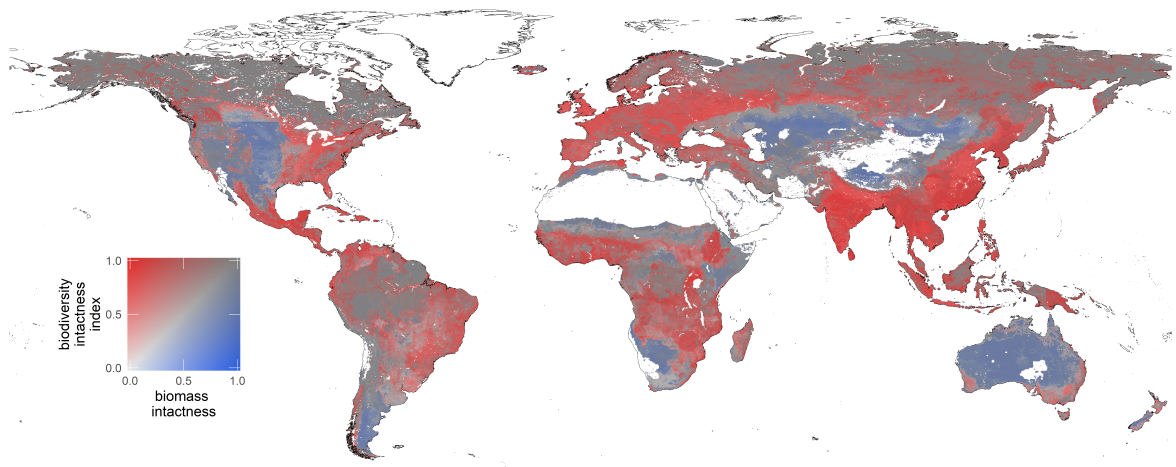 1.0
biodiversity
intactness
index
0.5
0.0
0.0 0.5 1.0
biomass
intactness